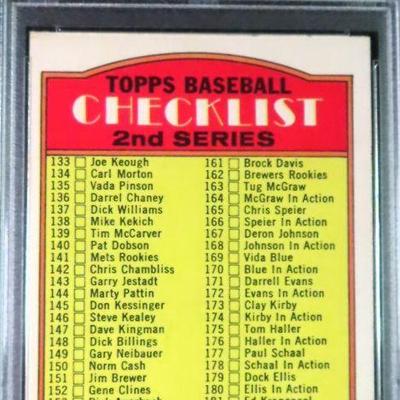 TOPPS BASEBALL
CHECKLIST
2nd SERIES
133 Joe Keough
134 Carl Morton
135 Vada Pinson
136 Darrel Chaney
137 Dick Williams
138 Mike Kekich
139 Tim McCarver
140 Pat Dobson
141 Mets Rookies
142 Chris Chambliss
143 Garry Jestadt
144 Marty Pattin
145 Don Kessinger
146 Steve Kealey
147 Dave Kingman
148 Dick Billings
149 Gary Neibauer
150 Norm Cash
151 Jim Brewer
152 Gene Clines
161 Brock Davis
162 Brewers Rookies
163 Tug McGraw
164 McGraw In Action
165 Chris Speier
166 Speier In Action
167 Deron Johnson
168 Johnson In Action
169 Vida Blue
170 Blue In Action
171 Darrell Evans
172 Evans In Action
173 Clay Kirby
174 Kirby In Action
175 Tom Haller
176 Haller In Action
177 Paul Schaal
178 Schaal In Action
179 Dock Ellis
180 Ellis In Action